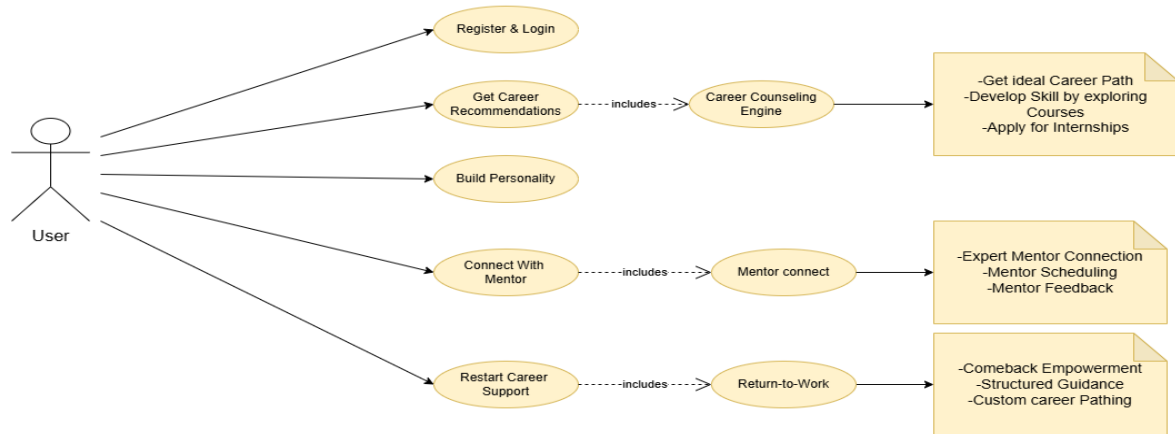 Register & Login
Get Career
Recommendations
includes
Career Counseling
Engine
-Get ideal Career Path
-Develop Skill by exploring
Courses
-Apply for Internships
Build Personality
User
Connect With
Mentor
includes
Mentor connect
-Expert Mentor Connection
-Mentor Scheduling
-Mentor Feedback
Restart Career
Support
includes
Return-to-Work
-Comeback Empowerment
-Structured Guidance
-Custom career Pathing